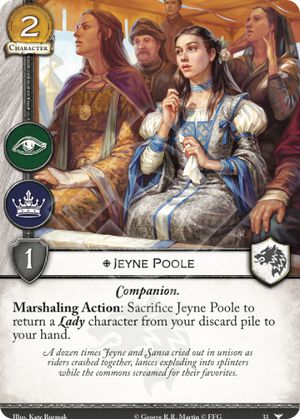 2
Character
1
Jeyne Poole
Companion.
Marshaling Action: Sacrifice Jeyne Poole to
return a Lady character from your discard pile to
your hand.
A dozen times Jeyne and Sansa cried out in unison as
riders crashed together, lances exploding into splinters
while the commons screamed for their favorites.
Illus. Kate Burmak
© George R.R. Martin © FFG